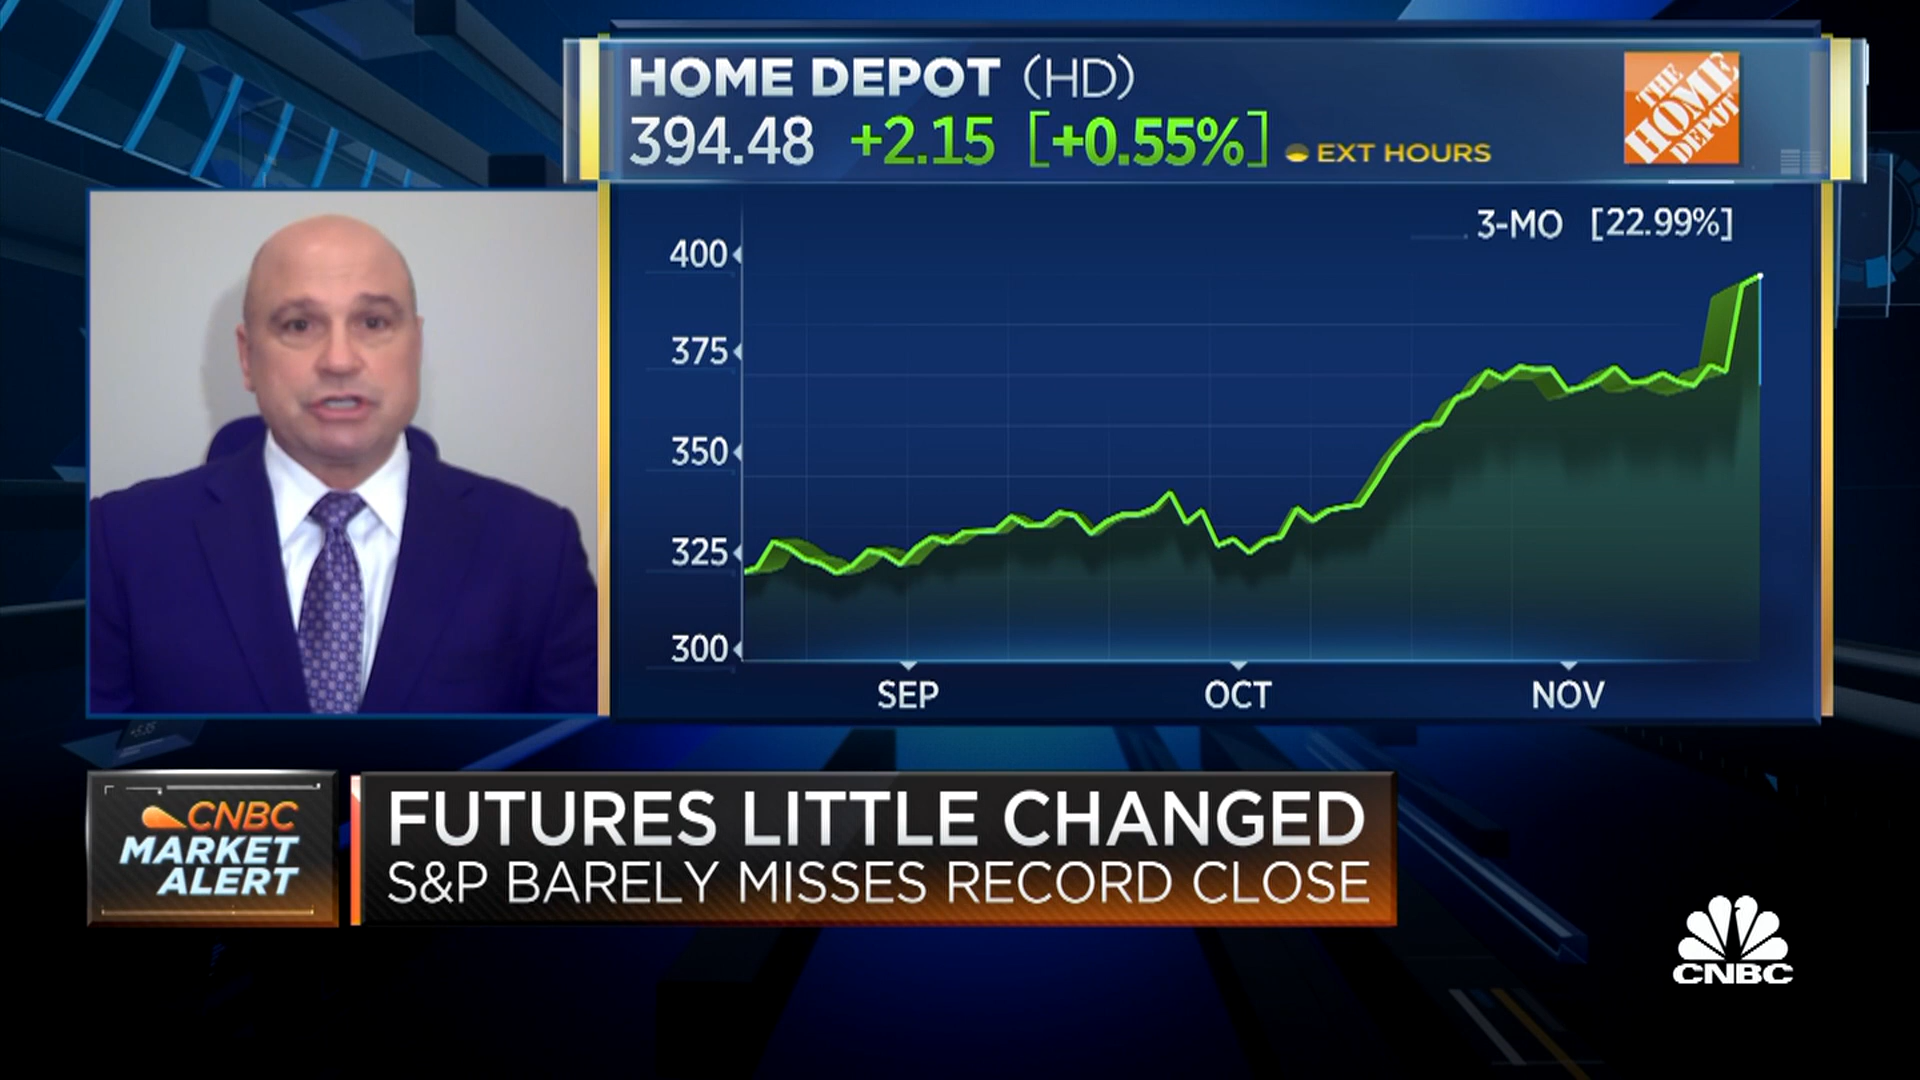 HOME DEPOT (HD)
394.48 +2.15 [+0.55%] EXT HOURS
THE
HOME
DEPOT
3-MO [22.99%]
400
375
350
325
300
SEP OCT NOV
CNBC
MARKET
ALERT
FUTURES LITTLE CHANGED
S&P BARELY MISSES RECORD CLOSE
CNBC